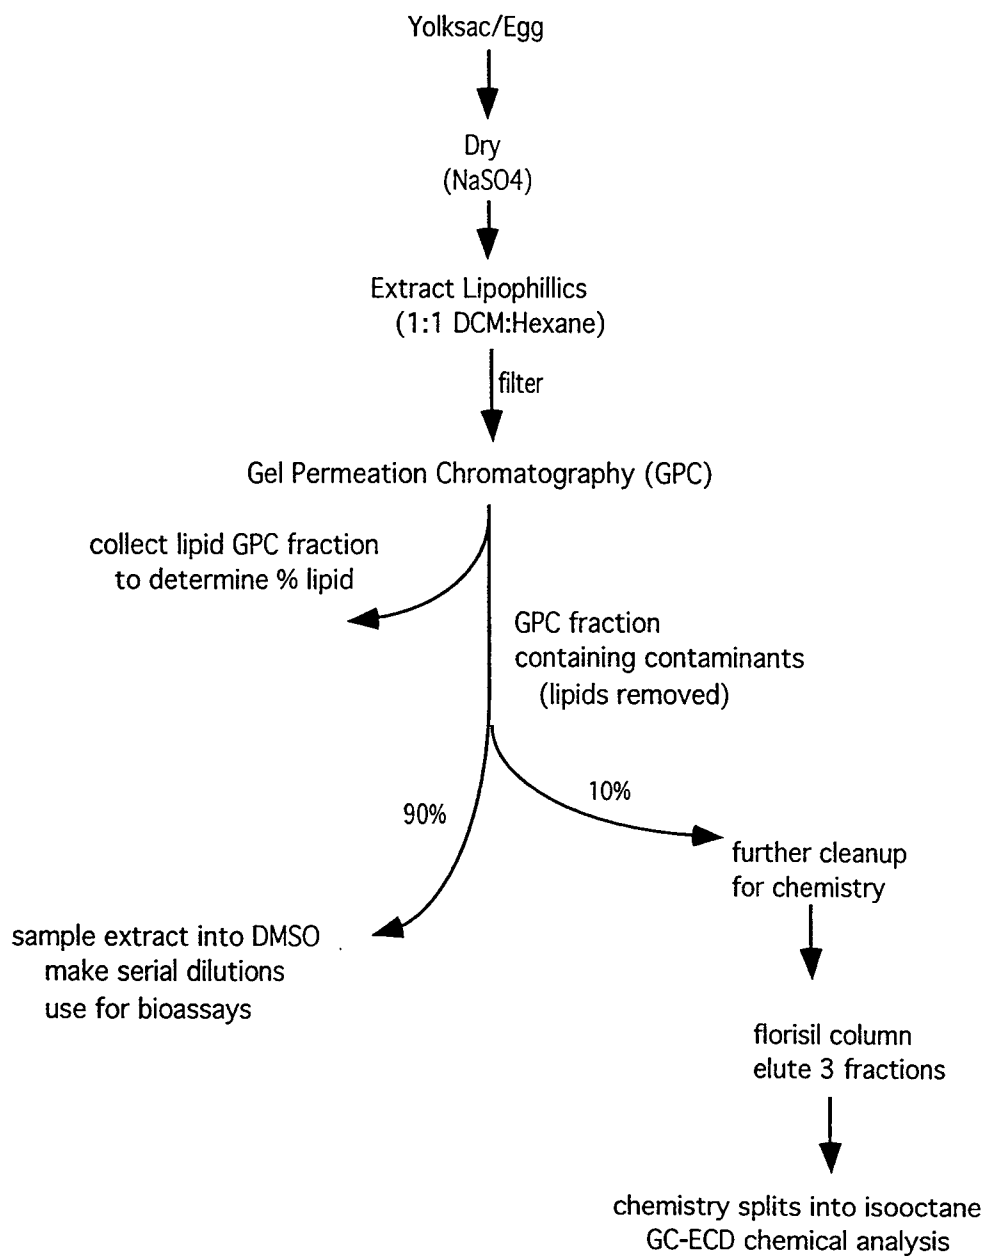 Yolksac/Egg
Dry
(NaSO4)
Extract Lipophillics
(1:1 DCM:Hexane)
filter
Gel Permeation Chromatography (GPC)
collect lipid GPC fraction
to determine % lipid
GPC fraction
containing contaminants
(lipids removed)
90%
10%
further cleanup
for chemistry
sample extract into DMSO
make serial dilutions
use for bioassays
florisil column
elute 3 fractions
chemistry splits into isooctane
GC-ECD chemical analysis